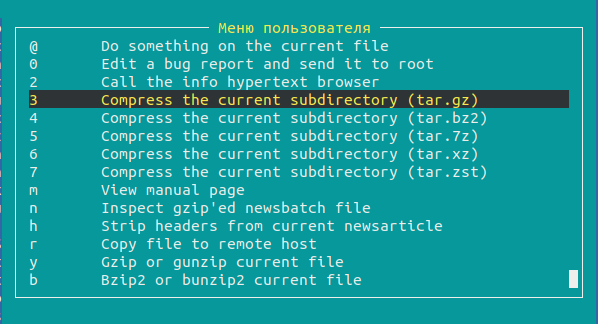 Меню пользователя
@ Do something on the current file
0 Edit a bug report and send it to root
2 Call the info hypertext browser
3 Compress the current subdirectory (tar.gz)
4 Compress the current subdirectory (tar.bz2)
5 Compress the current subdirectory (tar.7z)
6 Compress the current subdirectory (tar.xz)
7 Compress the current subdirectory (tar.zst)
m View manual page
n Inspect gzip'ed newsbatch file
h Strip headers from current newsarticle
r Copy file to remote host
y Gzip or gunzip current file
b Bzip2 or bunzip2 current file